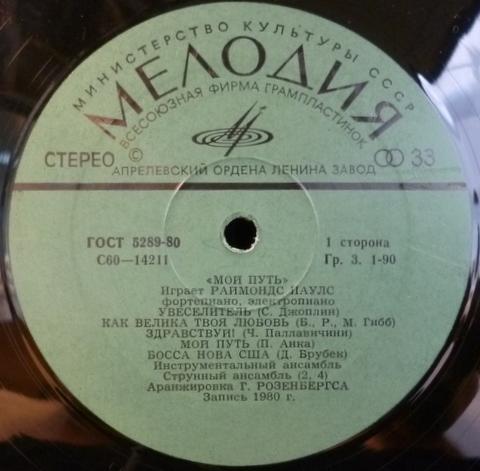 МИНИСТЕРСТВО КУЛЬТУРЫ СССР
МЕЛОДИЯ
ВСЕСОЮЗНАЯ ФИРМА ГРАМПЛАСТИНОК
СТЕРЕО
33
АПРЕЛЕВСКИЙ ОРДЕНА ЛЕНИНА ЗАВОД
ГОСТ 5289-80
1 сторона
С60—14211
Гр. 3. 1-90
«МОЙ ПУТЬ»
Играет РАЙМОНДС ПАУЛС
фортепиано, электропиано
УВЕСЕЛИТЕЛЬ (С. Джоплин)
КАК ВЕЛИКА ТВОЯ ЛЮБОВЬ (Б., Р., М. Гибб)
ЗДРАВСТВУЙ! (Ч. Паллавичини)
МОЙ ПУТЬ (П. Анка)
БОССА НОВА США (Д. Брубек)
Инструментальный ансамбль
Струнный ансамбль (2, 4)
Аранжировка Г. РОЗЕНБЕРГСА
Запись 1980 г.